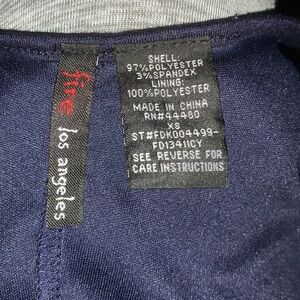 fire los angeles
SHELL:
97%POLYESTER
3%SPANDEX
LINING:
100%POLYESTER
MADE IN CHINA
RN#44480
XS
ST#FDK004499-
FD13411CY
SEE REVERSE FOR
CARE INSTRUCTIONS